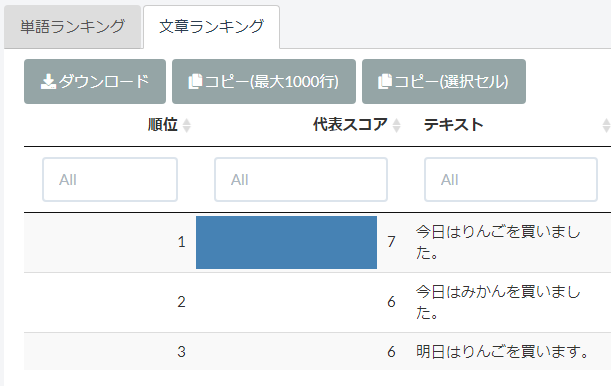 単語ランキング 文章ランキング
ダウンロード コピー(最大1000行) コピー(選択セル)
順位 代表スコア テキスト
All All All
1 7 今日はりんごを買いまし
た。
2 6 今日はみかんを買いまし
た。
3 6 明日はりんごを買います。